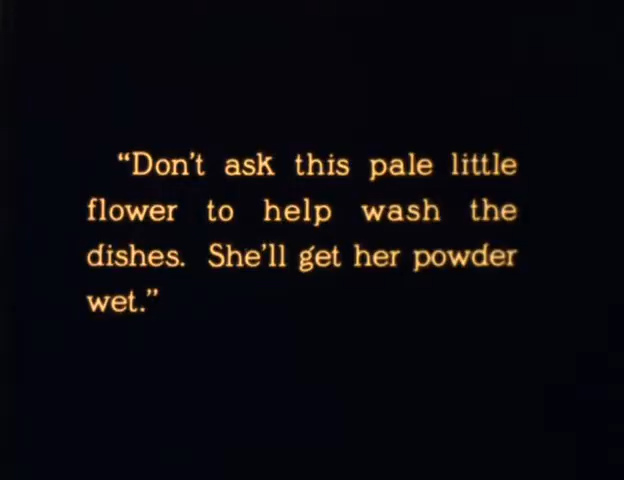 “Don't ask this pale little
flower to help wash the
dishes. She'll get her powder
wet.”